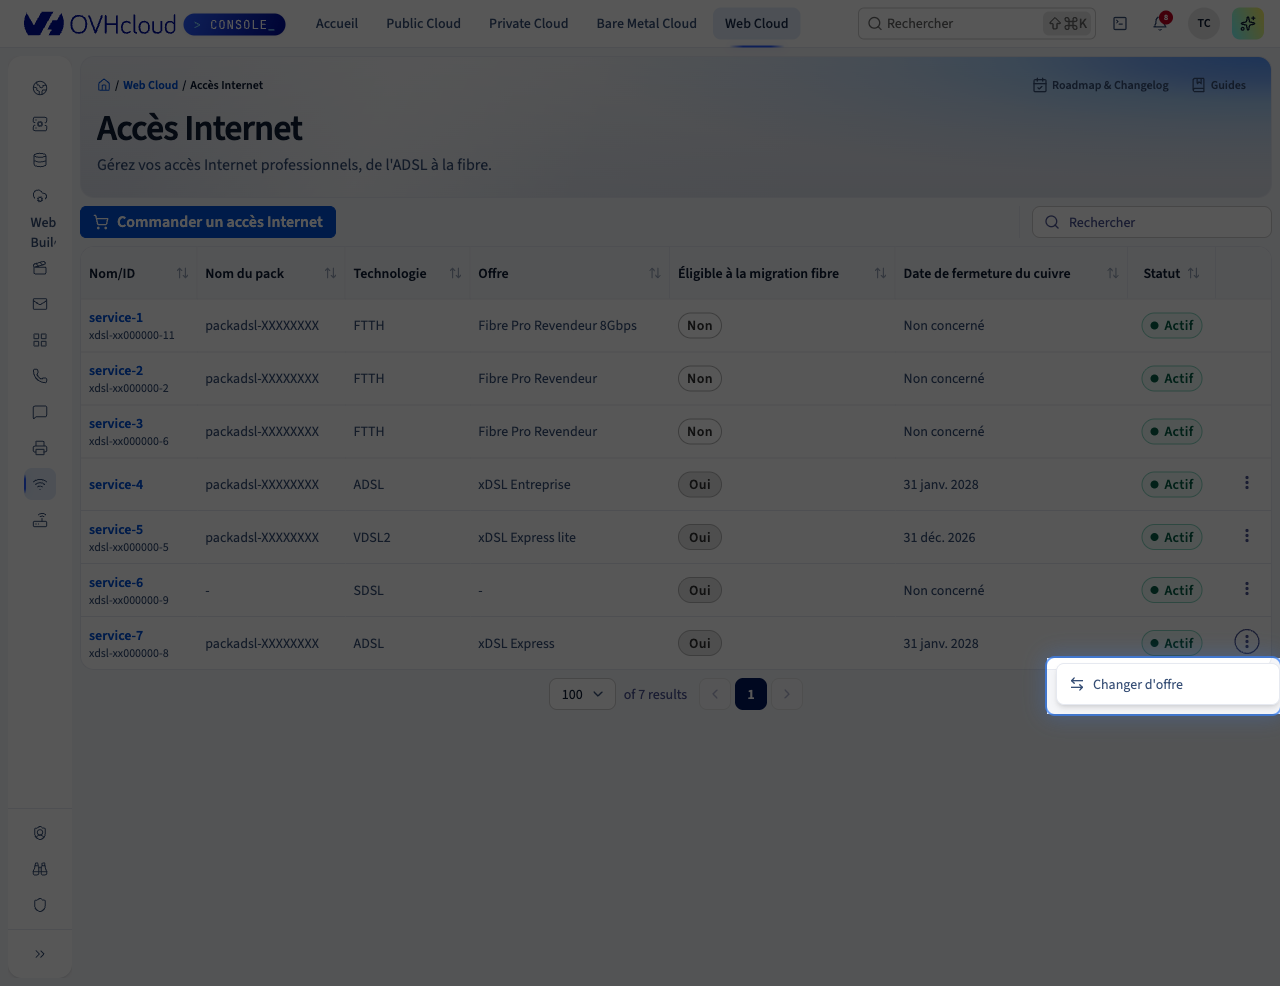 OVHcloud > CONSOLE_ Accueil Public Cloud Private Cloud Bare Metal Cloud Web Cloud Rechercher ⇧⌘K 8 TC
/ Web Cloud / Accès Internet Roadmap & Changelog Guides
Accès Internet
Gérez vos accès Internet professionnels, de l'ADSL à la fibre.
Web
Commander un accès Internet Rechercher
Nom/ID Nom du pack Technologie Offre Éligible à la migration fibre Date de fermeture du cuivre Statut
service-1
xdsl-xx000000-11 packadsl-XXXXXXXX FTTH Fibre Pro Revendeur 8Gbps Non Non concerné Actif
service-2
xdsl-xx000000-2 packadsl-XXXXXXXX FTTH Fibre Pro Revendeur Non Non concerné Actif
service-3
xdsl-xx000000-6 packadsl-XXXXXXXX FTTH Fibre Pro Revendeur Non Non concerné Actif
service-4 packadsl-XXXXXXXX ADSL xDSL Entreprise Oui 31 janv. 2028 Actif
service-5
xdsl-xx000000-5 packadsl-XXXXXXXX VDSL2 xDSL Express lite Oui 31 déc. 2026 Actif
service-6
xdsl-xx000000-9 - SDSL - Oui Non concerné Actif
service-7
xdsl-xx000000-8 packadsl-XXXXXXXX ADSL xDSL Express Oui 31 janv. 2028 Actif
Changer d'offre
100 of 7 results 1